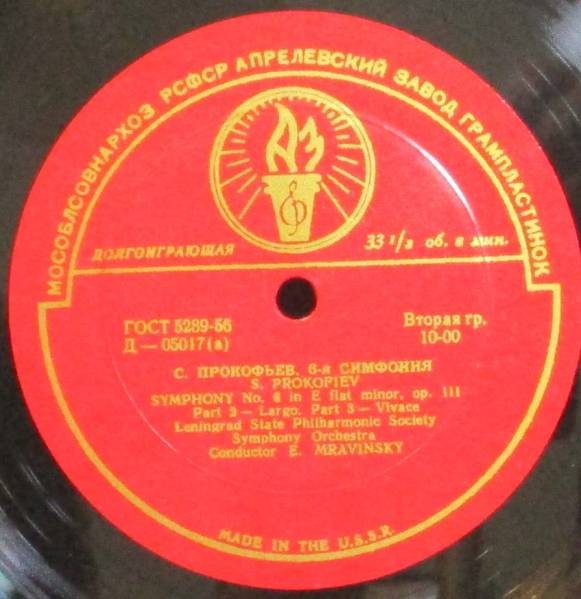 МОСОБЛСОВНАРХОЗ РСФСР АПРЕЛЕВСКИЙ ЗАВОД ГРАМПЛАСТИНОК
АЗ
ДОЛГОИГРАЮЩАЯ
33 1/3 об. в мин.
ГОСТ 5289-56
Д — 05017(а)
Вторая гр.
10-00
С. ПРОКОФЬЕВ, 6-я СИМФОНИЯ
S. PROKOPIEV
SYMPHONY No. 6 in E flat minor, op. 111
Part 2 — Largo. Part 3 — Vivace
Leningrad State Philharmonic Society
Symphony Orchestra
Conductor E. MRAVINSKY
MADE IN THE U.S.S.R.